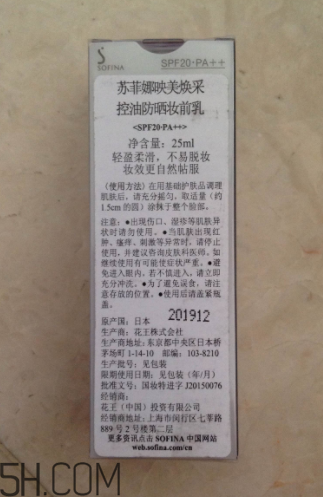 S
SOFINA
SPF20·PA++
苏菲娜映美焕采
控油防晒妆前乳
<SPF20·PA++>
净含量：25ml
轻盈柔滑，不易脱妆
妆效更自然帖服
（使用方法）在用基础护肤品调理
肌肤后，请充分摇匀，取适量（约
1.5cm的圆）涂抹于整个脸部。
注意：●出现伤口、湿疹等肌肤异
状时请勿使用。●当肌肤出现红
肿、瘙痒、刺激等异常时，请停止
使用，并建议咨询皮肤科医师。如
继续使用有可能使症状严重。●避
免进入眼内，若不慎进入，请立即
充分冲洗。●为了避免误食，请注
意存放的位置。●使用后请盖紧瓶
盖。
201912
原产国：日本
生产商：花王株式会社
生产商地址：东京都中央区日本桥
茅场町1-14-10 邮编：103-8210
生产批号：见包装
限期使用日期：见包装（年/月）
批准文号：国妆特进字J20150076
经销商：
花王（中国）投资有限公司
经销商地址：上海市闵行区七莘路
889号2号楼第二层
更多资讯点击 SOFINA 中国网站
web.sofina.com/cn
5H.COM